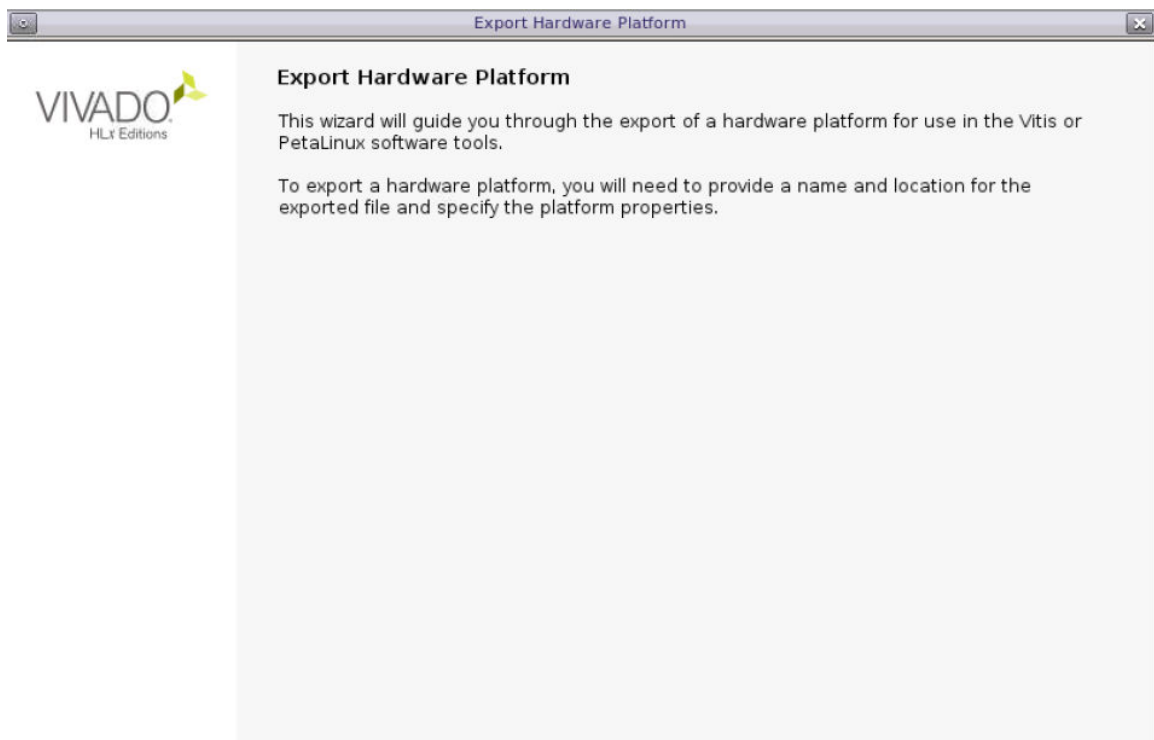 Export Hardware Platform
VIVADO.
HLx Editions
Export Hardware Platform
This wizard will guide you through the export of a hardware platform for use in the Vitis or
PetaLinux software tools.
To export a hardware platform, you will need to provide a name and location for the
exported file and specify the platform properties.